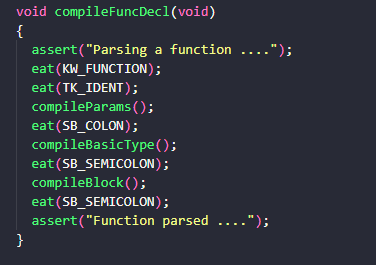 void compileFuncDecl(void)
{
  assert("Parsing a function ....");
  eat(KW_FUNCTION);
  eat(TK_IDENT);
  compileParams();
  eat(SB_COLON);
  compileBasicType();
  eat(SB_SEMICOLON);
  compileBlock();
  eat(SB_SEMICOLON);
  assert("Function parsed ....");
}